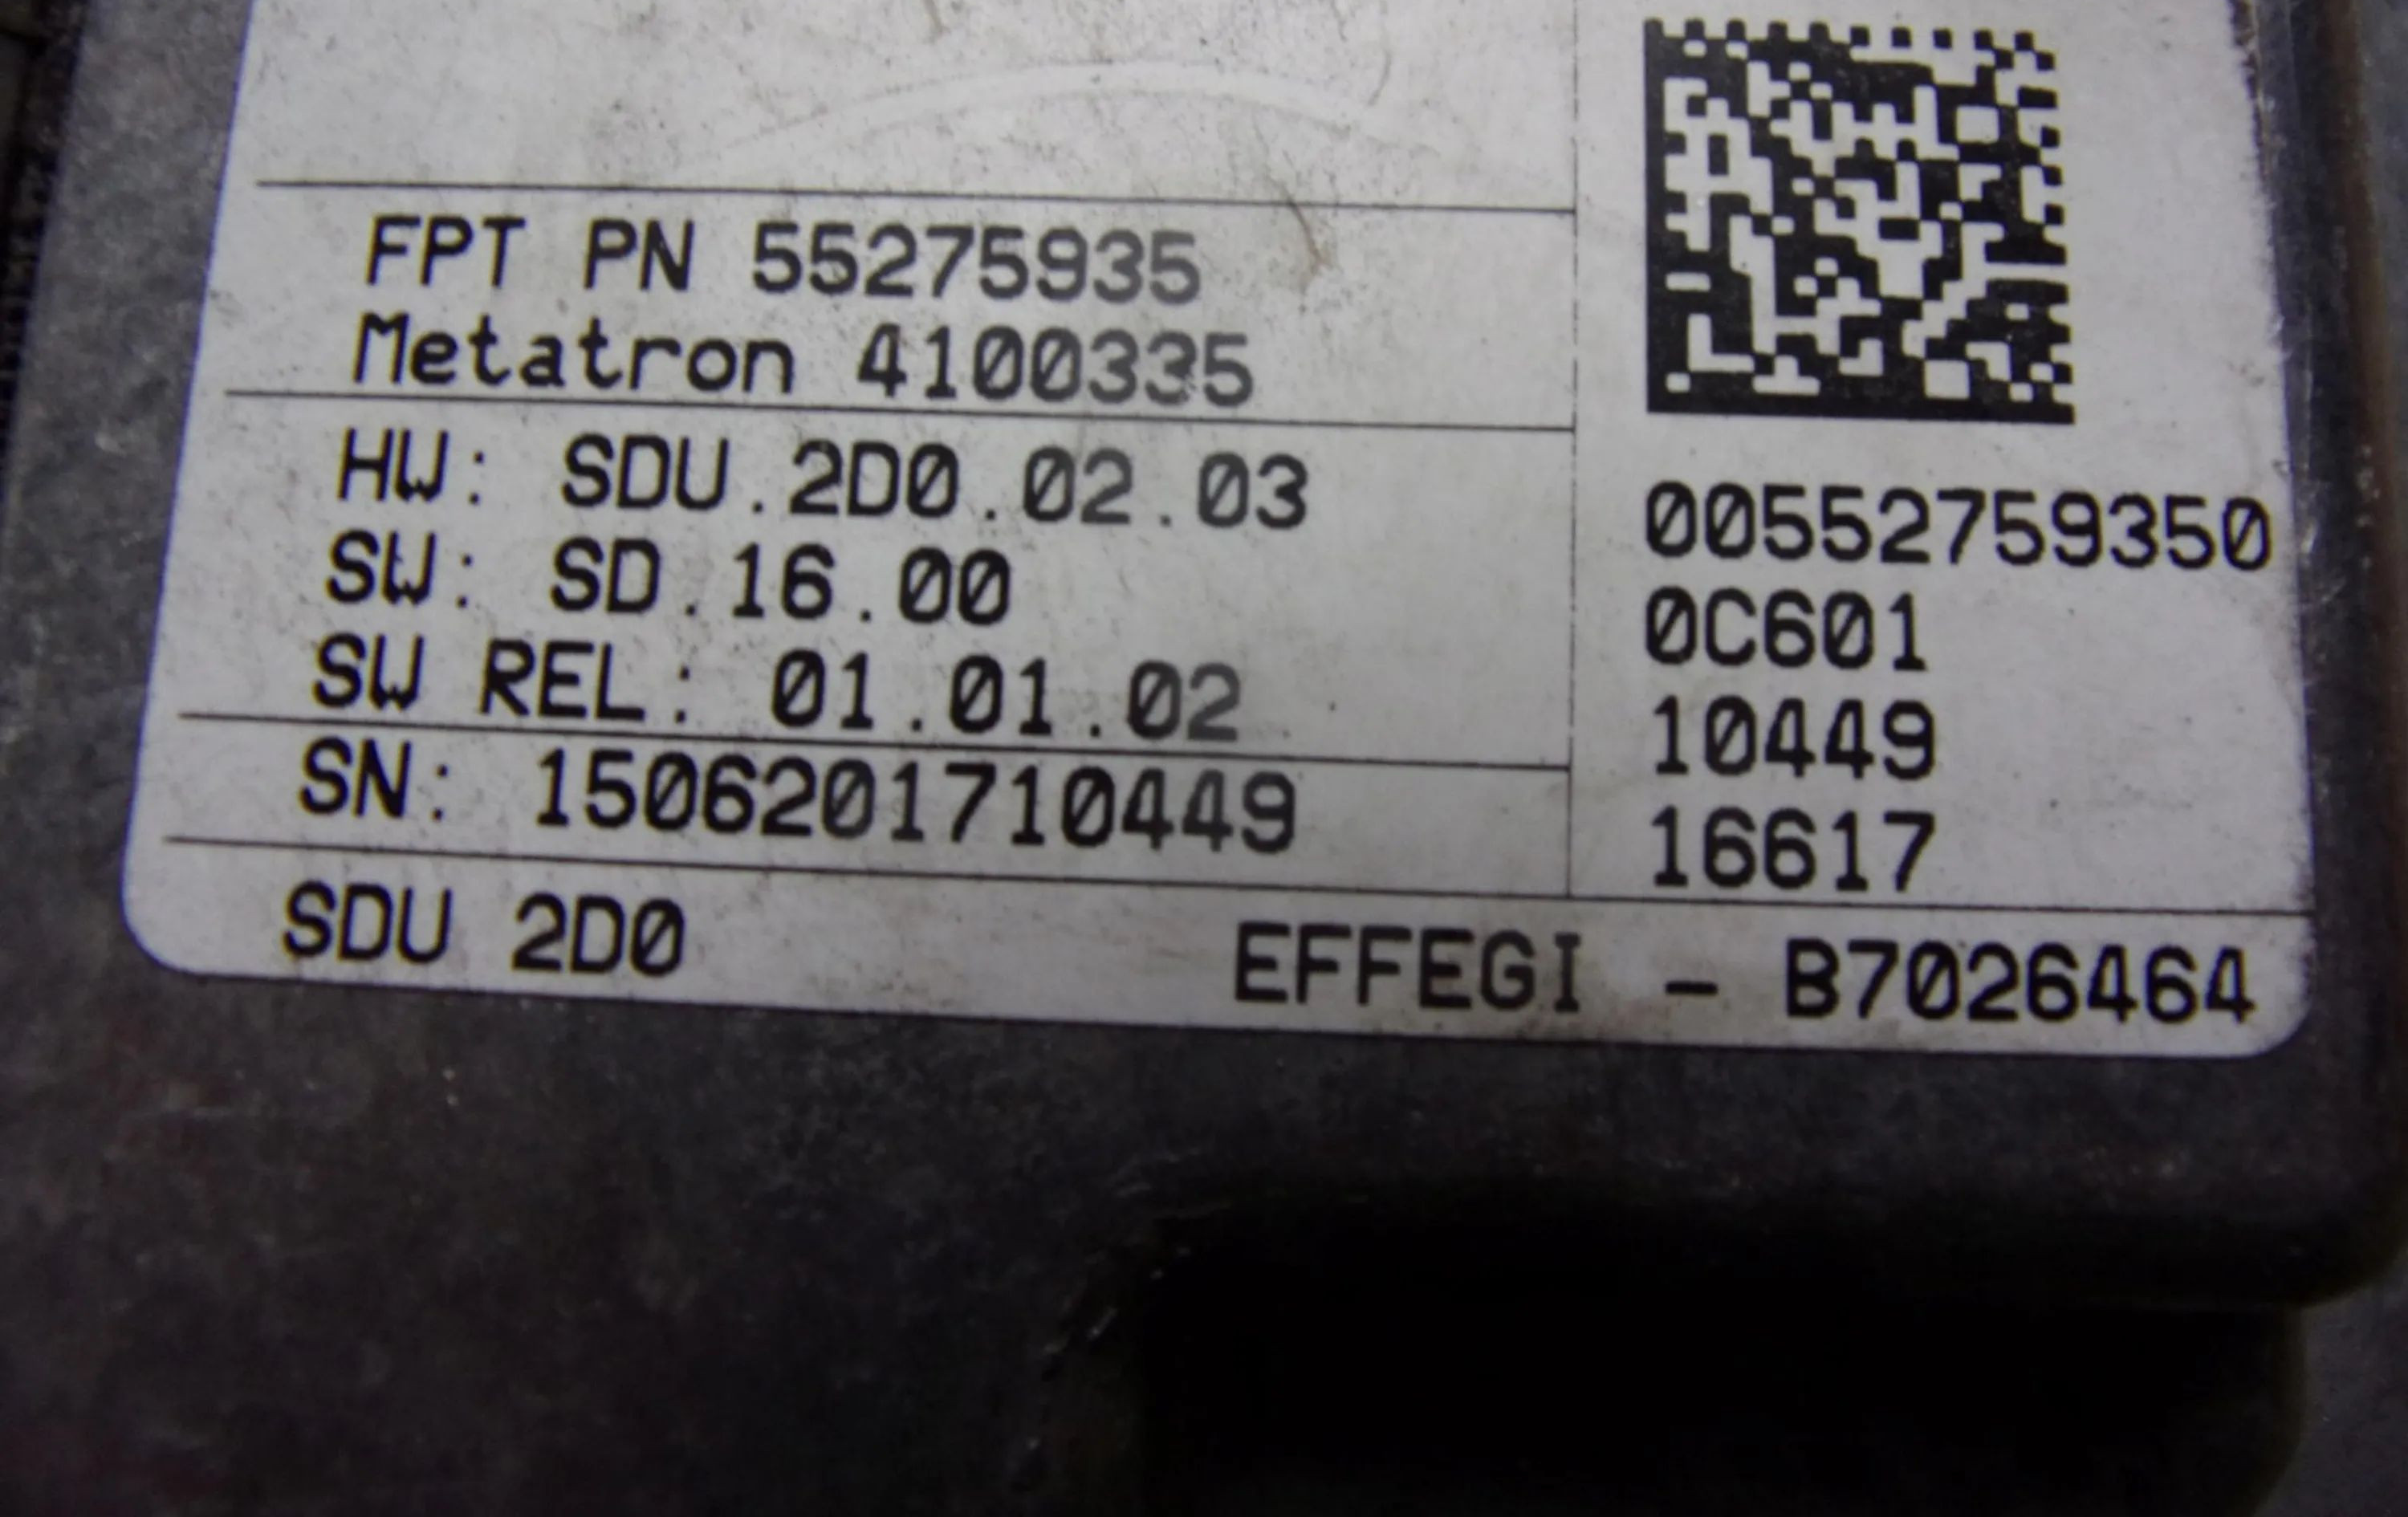 FPT PN 55275935
Metatron 4100335
HW: SDU.2D0.02.03
SW: SD.16.00
SW REL: 01.01.02
SN: 1506201710449
00552759350
0C601
10449
16617
SDU 2D0
EFFEGI - B7026464